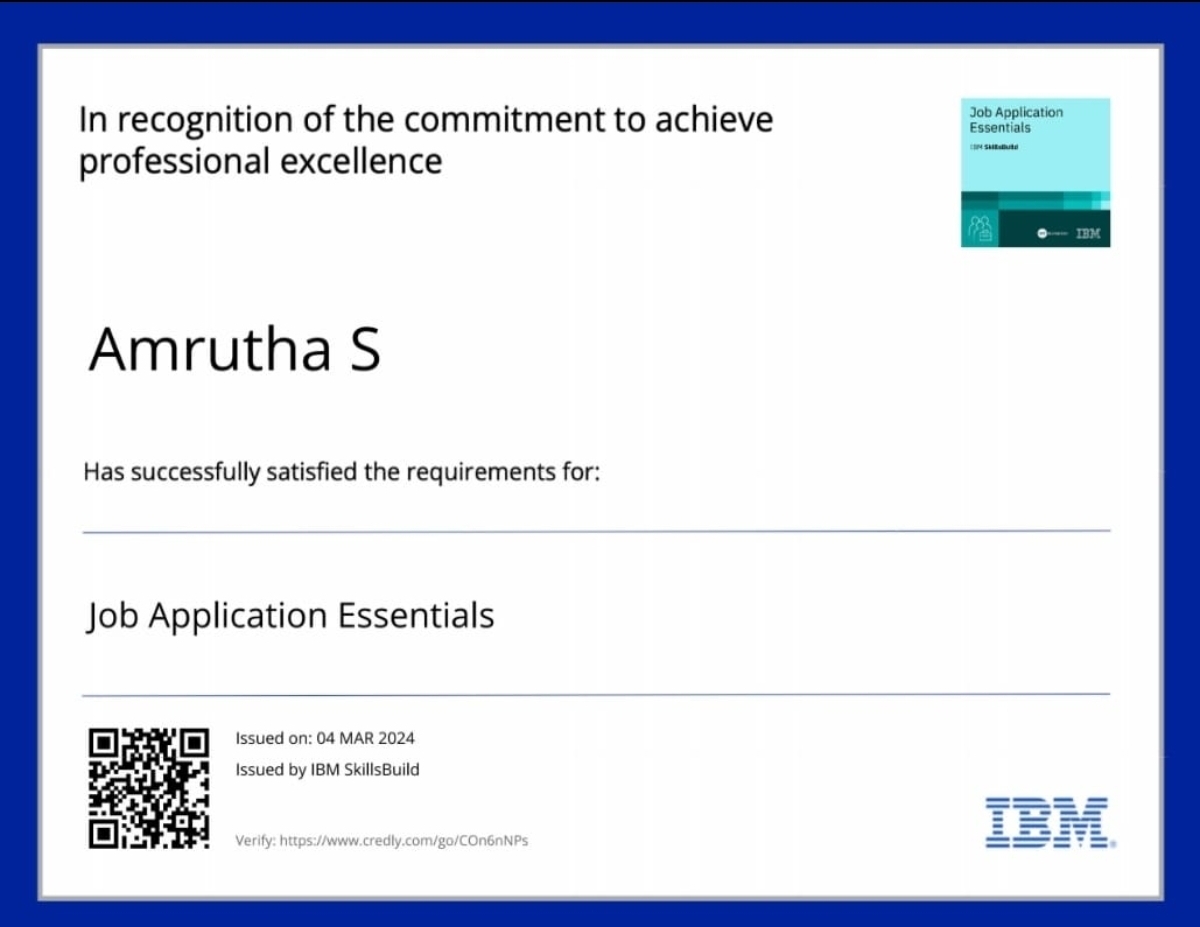 In recognition of the commitment to achieve
professional excellence
Job Application
Essentials
IBM SkillsBuild
IBM
Amrutha S
Has successfully satisfied the requirements for:
Job Application Essentials
Issued on: 04 MAR 2024
Issued by IBM SkillsBuild
Verify: https://www.credly.com/go/COn6nNPs
IBM®